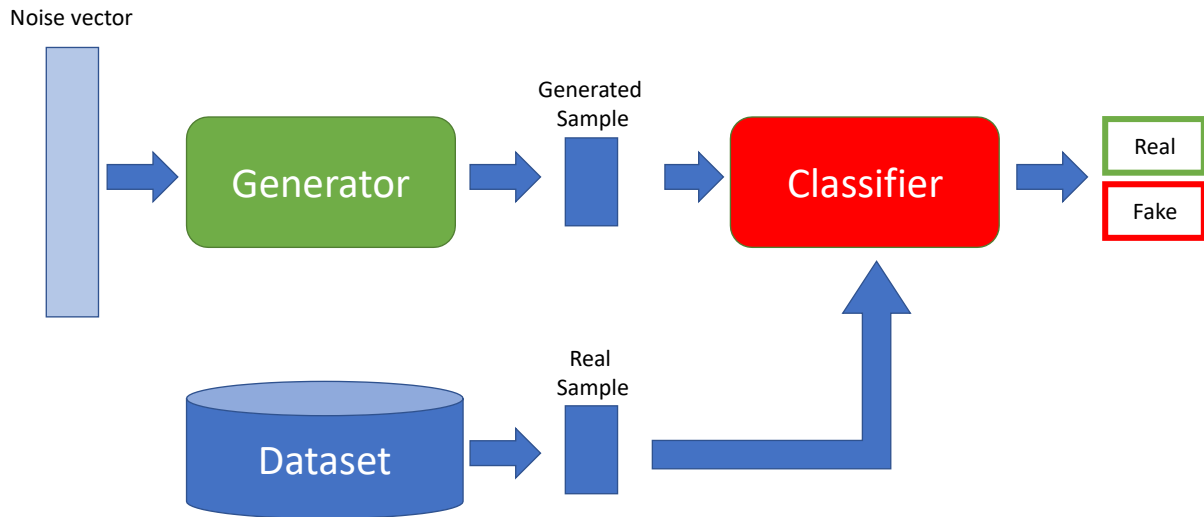 Noise vector
Generator
Generated
Sample
Classifier
Real
Fake
Dataset
Real
Sample